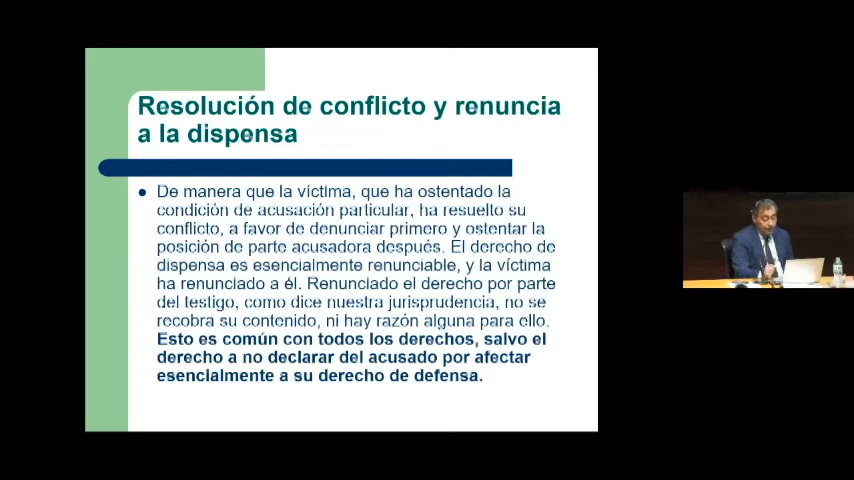 Resolución de conflicto y renuncia
a la dispensa
De manera que la víctima, que ha ostentado la
condición de acusación particular, ha resuelto su
conflicto, a favor de denunciar primero y ostentar la
posición de parte acusadora después. El derecho de
dispensa es esencialmente renunciable, y la víctima
ha renunciado a él. Renunciado el derecho por parte
del testigo, como dice nuestra jurisprudencia, no se
recobra su contenido, ni hay razón alguna para ello.
Esto es común con todos los derechos, salvo el
derecho a no declarar del acusado por afectar
esencialmente a su derecho de defensa.